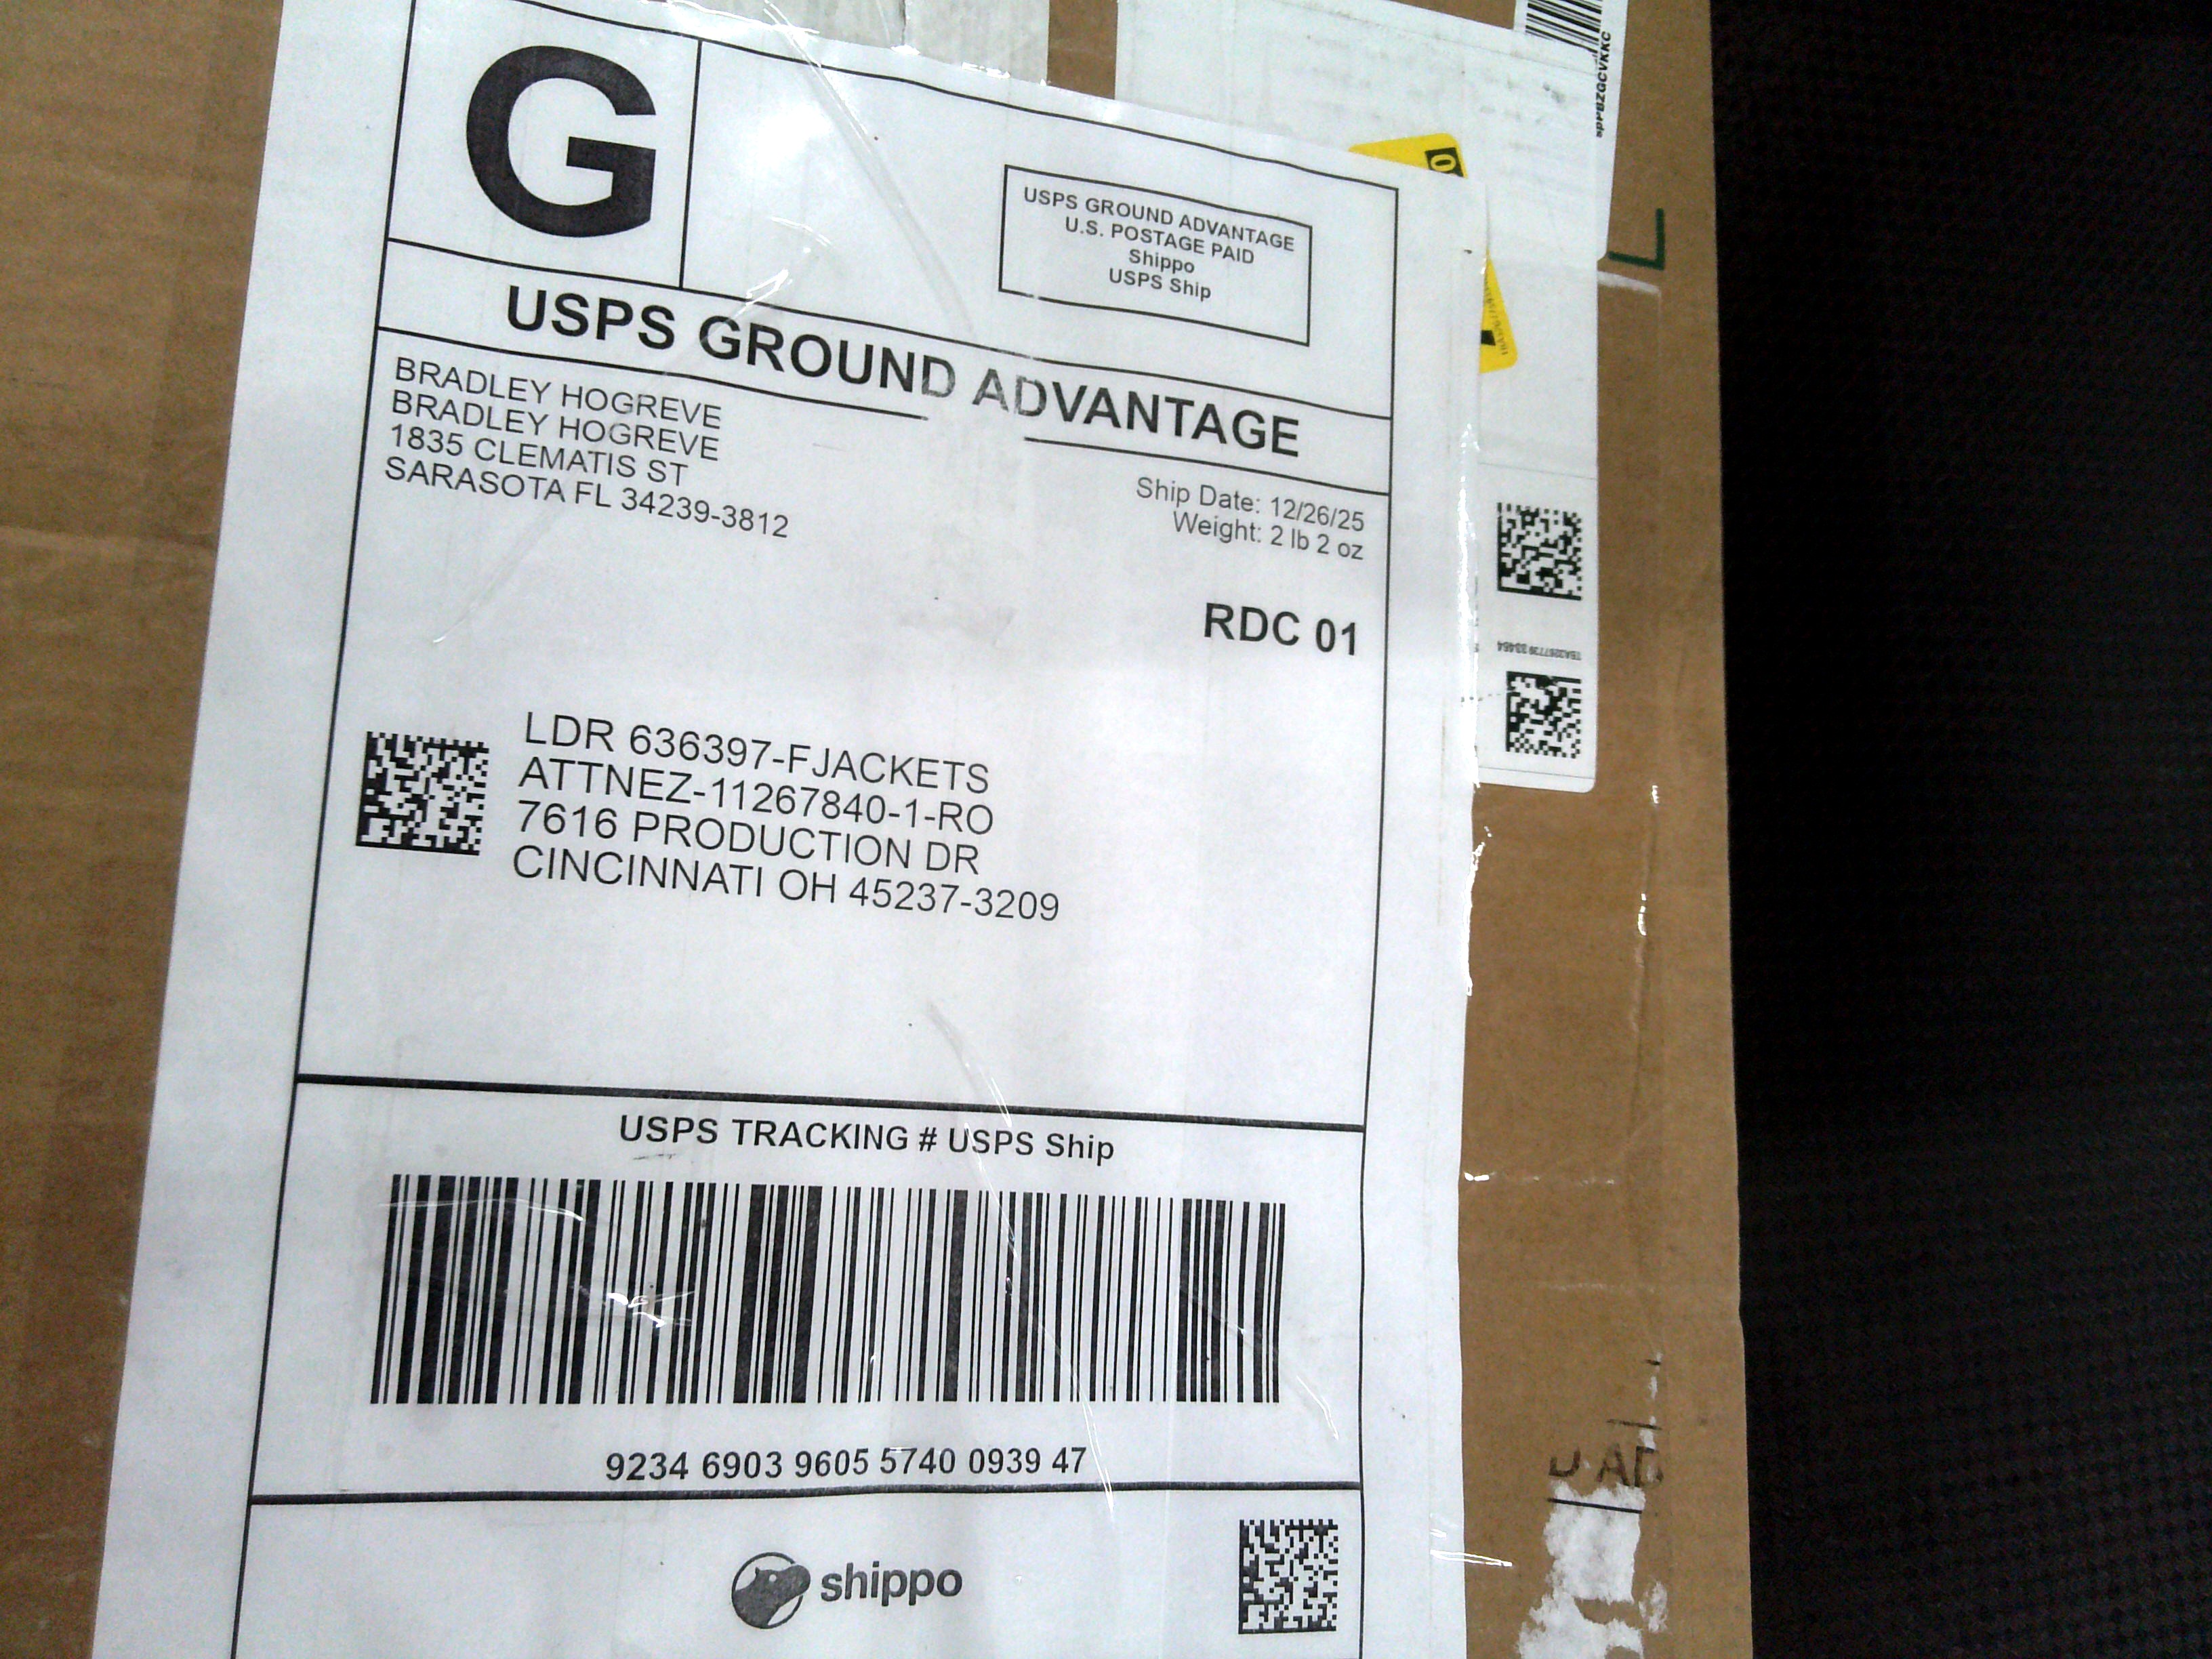 G
USPS GROUND ADVANTAGE
U.S. POSTAGE PAID
Shippo
USPS Ship
USPS GROUND ADVANTAGE
BRADLEY HOGREVE
BRADLEY HOGREVE
1835 CLEMATIS ST
SARASOTA FL 34239-3812
Ship Date: 12/26/25
Weight: 2 lb 2 oz
RDC 01
LDR 636397-FJACKETS
ATTNEZ-11267840-1-RO
7616 PRODUCTION DR
CINCINNATI OH 45237-3209
USPS TRACKING # USPS Ship
9234 6903 9605 5740 0939 47
shippo